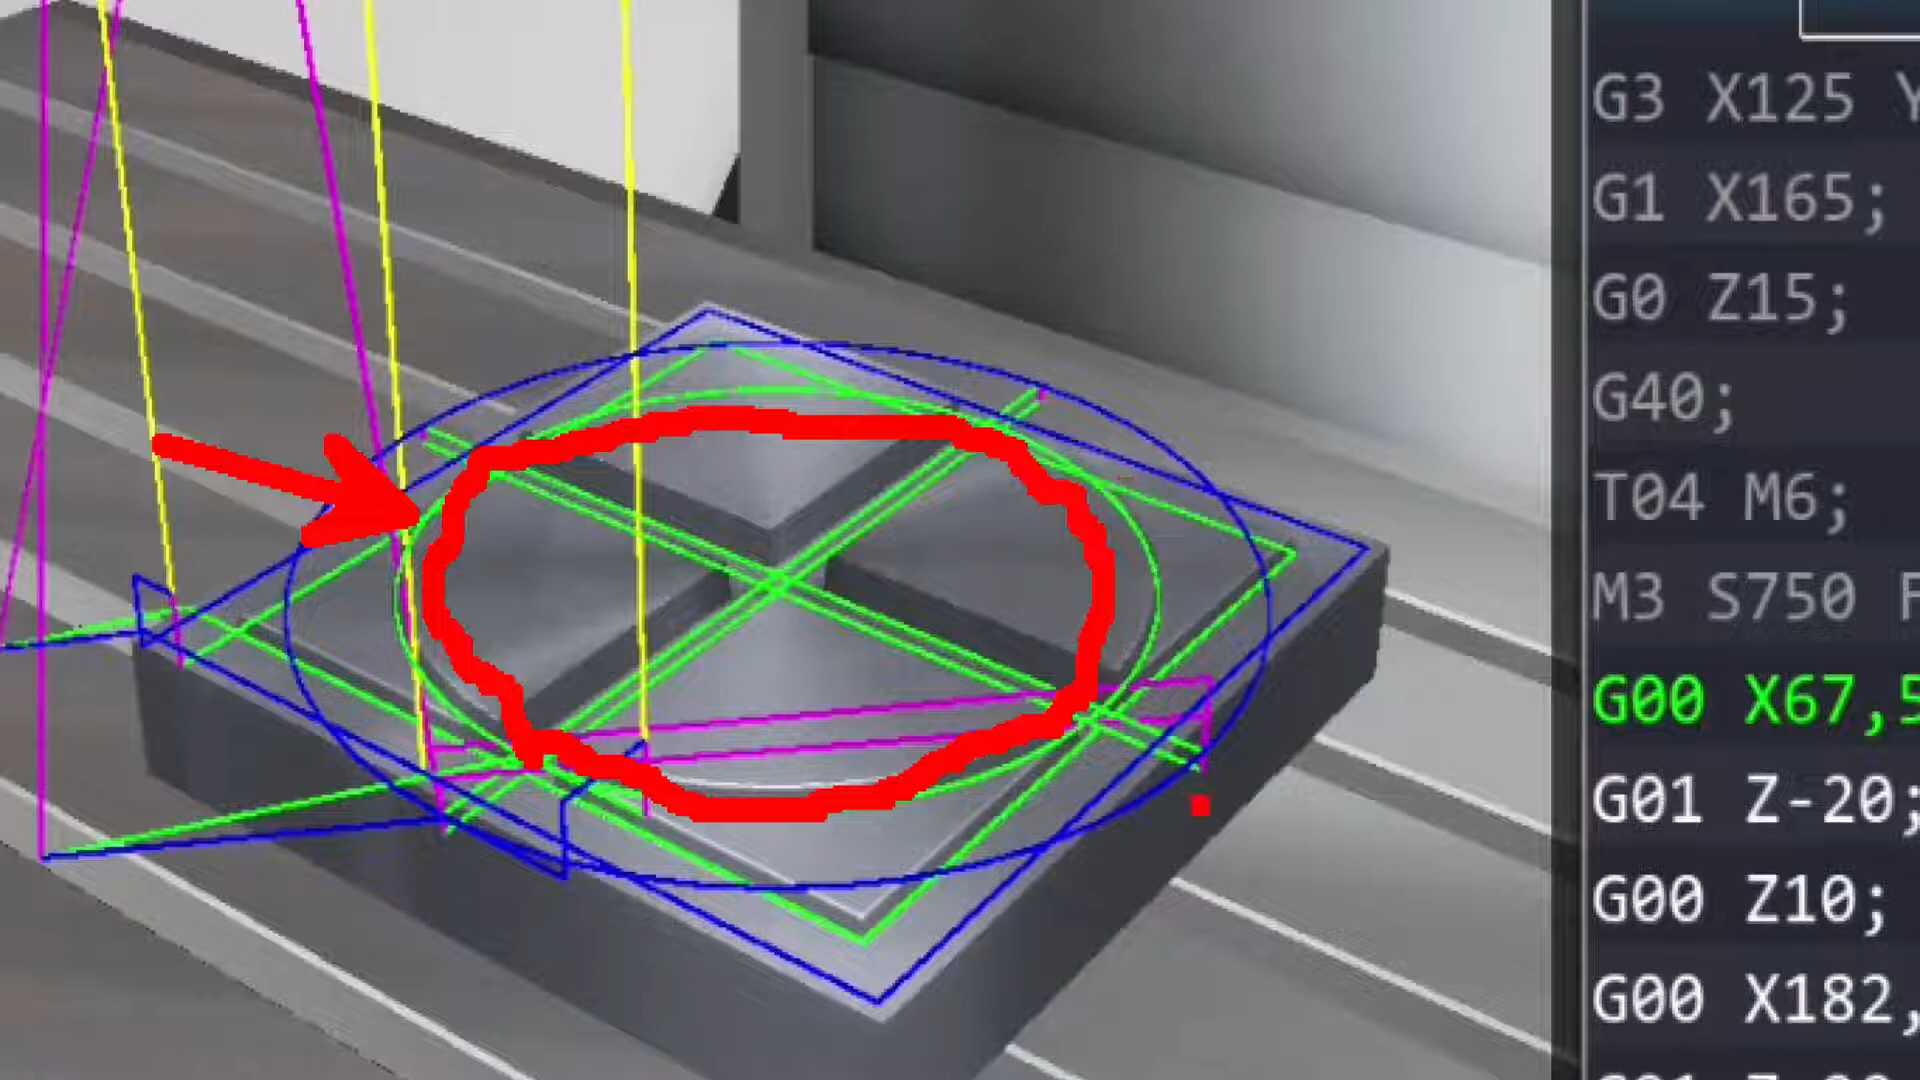 G3 X125 Y
G1 X165;
G0 Z15;
G40;
T04 M6;
M3 S750 F
G00 X67,5
G01 Z-20;
G00 Z10;
G00 X182,